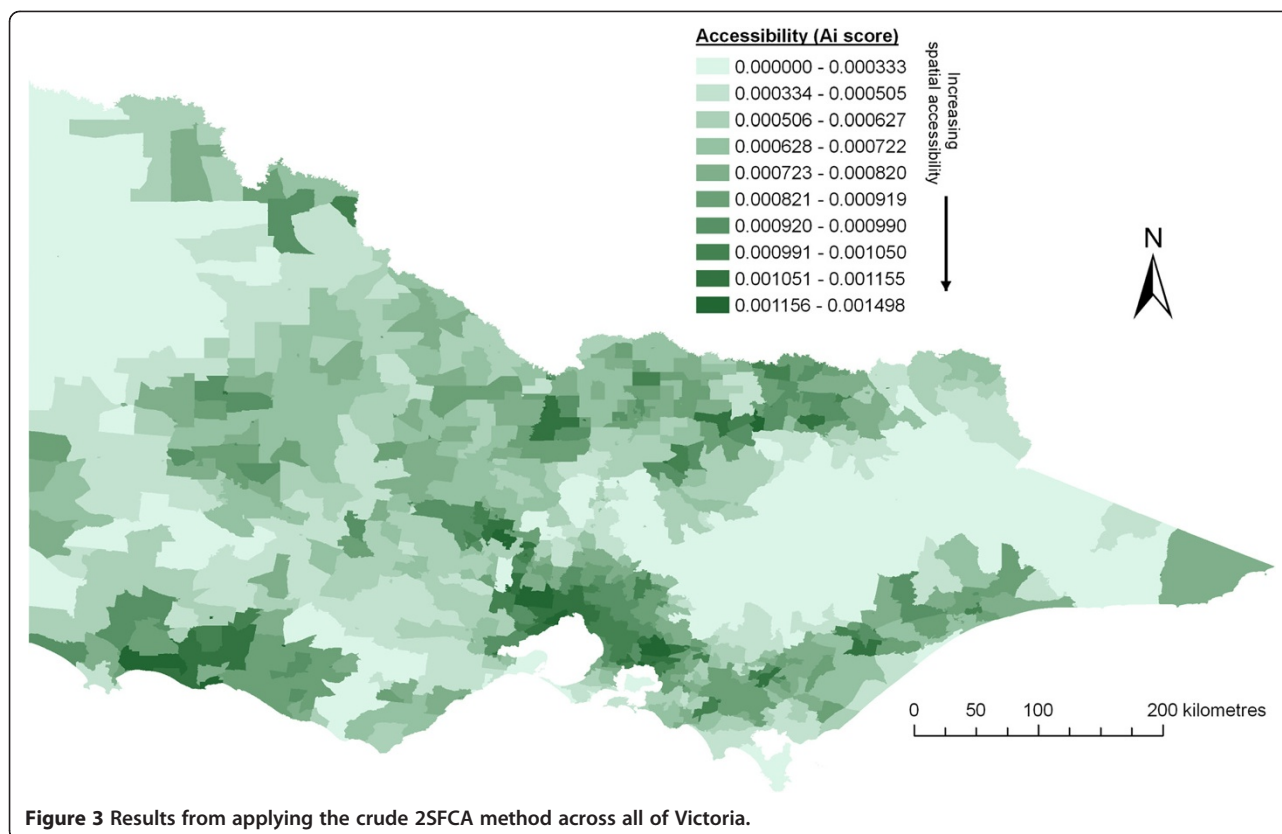 Accessibility (Ai score)
0.000000 - 0.000333
0.000334 - 0.000505
0.000506 - 0.000627
0.000628 - 0.000722
0.000723 - 0.000820
0.000821 - 0.000919
0.000920 - 0.000990
0.000991 - 0.001050
0.001051 - 0.001155
0.001156 - 0.001498
Increasing
spatial accessibility
N
0 50 100 200 kilometres
Figure 3 Results from applying the crude 2SFCA method across all of Victoria.